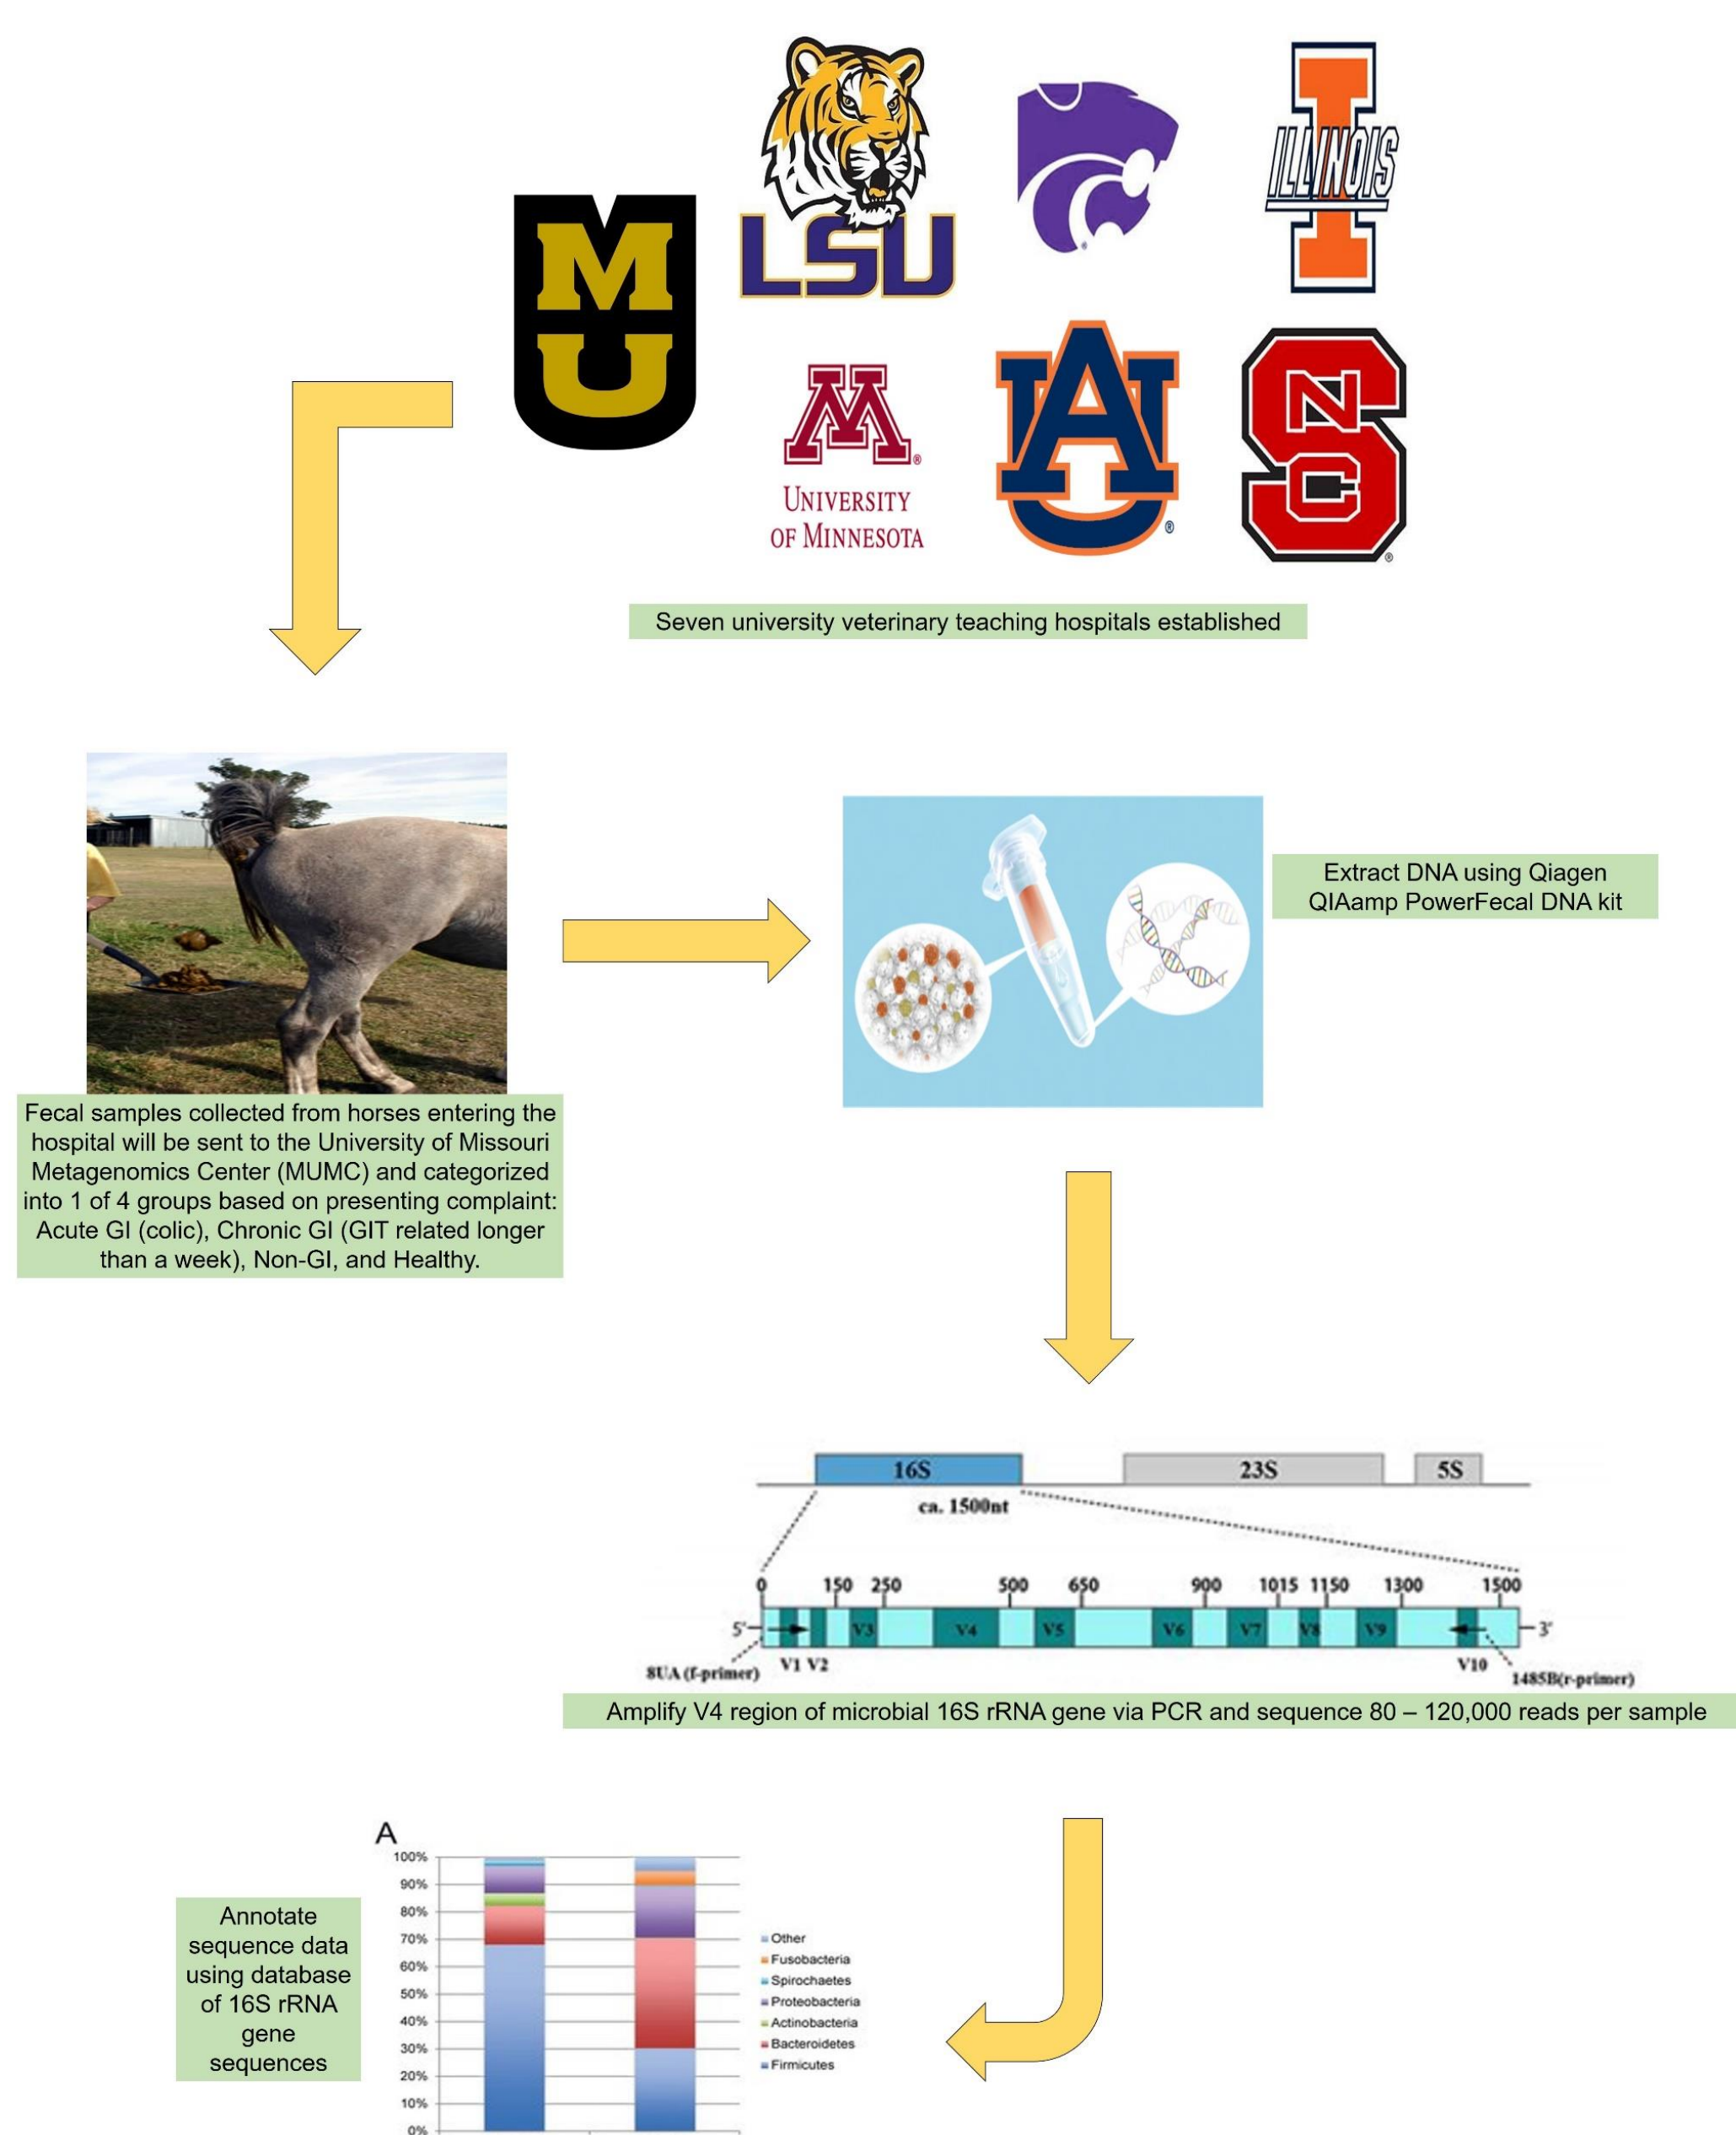 LSU
ILLINOIS
M
U
M
UNIVERSITY
OF MINNESOTA
AU
NCS
Seven university veterinary teaching hospitals established
Extract DNA using Qiagen
QIAamp PowerFecal DNA kit
Fecal samples collected from horses entering the
hospital will be sent to the University of Missouri
Metagenomics Center (MUMC) and categorized
into 1 of 4 groups based on presenting complaint:
Acute GI (colic), Chronic GI (GIT related longer
than a week), Non-GI, and Healthy.
16S 23S 5S
ca. 1500nt
0 150 250 500 650 900 1015 1150 1300 1500
5' V3 V4 V5 V6 V7 V8 V9 3'
8UA (f-primer) V1 V2 V10 1485B(r-primer)
Amplify V4 region of microbial 16S rRNA gene via PCR and sequence 80 – 120,000 reads per sample
A
100%
90%
80%
70%
60%
50%
40%
30%
20%
10%
0%
Other
Fusobacteria
Spirochaetes
Proteobacteria
Actinobacteria
Bacteroidetes
Firmicutes
Annotate
sequence data
using database
of 16S rRNA
gene
sequences